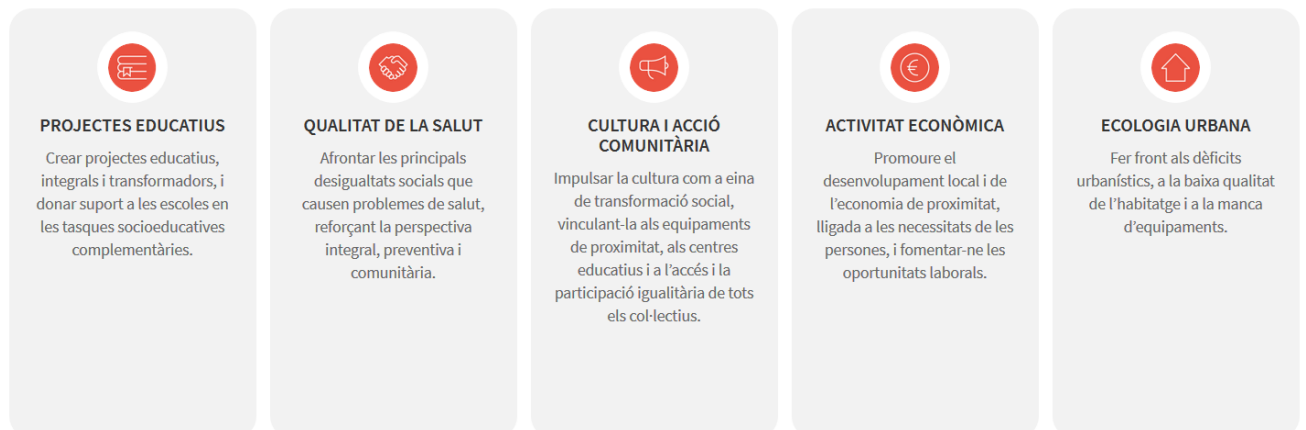 PROJECTES EDUCATIUS
Crear projectes educatius,
integrals i transformadors, i
donar suport a les escoles en
les tasques socioeducatives
complementàries.
QUALITAT DE LA SALUT
Afrontar les principals
desigualtats socials que
causen problemes de salut,
reforçant la perspectiva
integral, preventiva i
comunitària.
CULTURA I ACCIÓ
COMUNITÀRIA
Impulsar la cultura com a eina
de transformació social,
vinculant-la als equipaments
de proximitat, als centres
educatius i a l’accés i la
participació igualitària de tots
els col·lectius.
ACTIVITAT ECONÒMICA
Promoure el
desenvolupament local i de
l’economia de proximitat,
lligada a les necessitats de les
persones, i fomentar-ne les
oportunitats laborals.
ECOLOGIA URBANA
Fer front als dèficits
urbanístics, a la baixa qualitat
de l’habitatge i a la manca
d’equipaments.